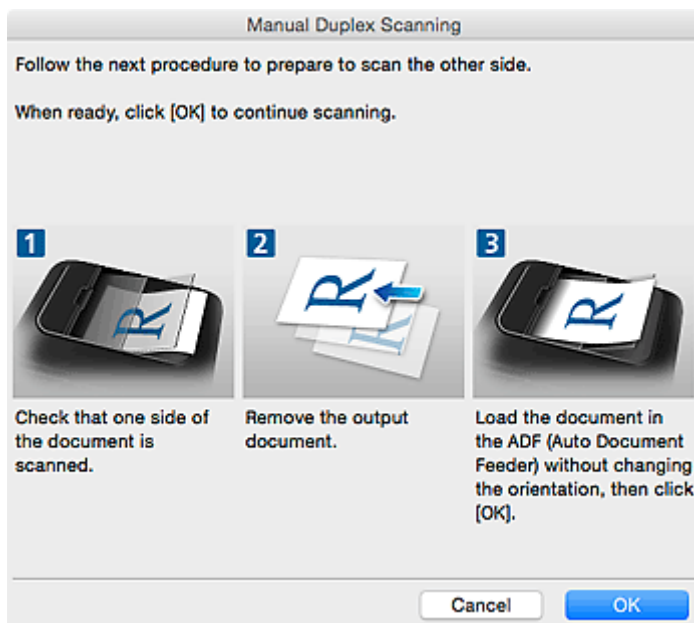 Manual Duplex Scanning
Follow the next procedure to prepare to scan the other side.
When ready, click [OK] to continue scanning.
1
R
Check that one side of
the document is
scanned.
2
R
R
Remove the output
document.
3
R
Load the document in
the ADF (Auto Document
Feeder) without changing
the orientation, then click
[OK].
Cancel
OK